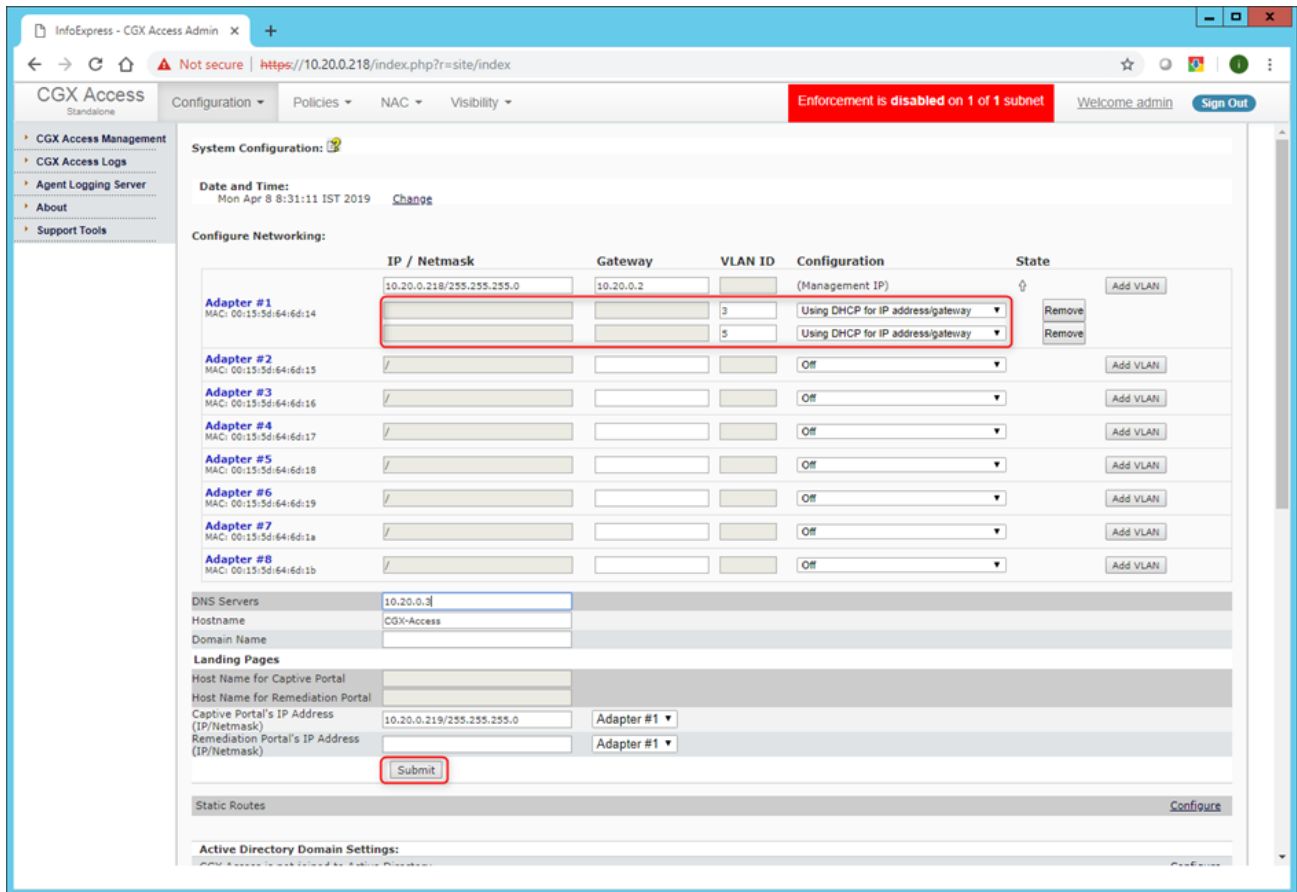 InfoExpress - CGX Access Admin
Not secure | https://10.20.0.218/index.php?r=site/index
CGX Access
Standalone
Configuration
Policies
NAC
Visibility
Enforcement is disabled on 1 of 1 subnet
Welcome admin
Sign Out
CGX Access Management
CGX Access Logs
Agent Logging Server
About
Support Tools
System Configuration:
Date and Time:
Mon Apr 8 8:31:11 IST 2019 Change
Configure Networking:
IP / Netmask Gateway VLAN ID Configuration State
Adapter #1
MAC: 00:15:5d:64:6d:14
10.20.0.218/255.255.255.0 10.20.0.2 (Management IP) Add VLAN
3 Using DHCP for IP address/gateway Remove
5 Using DHCP for IP address/gateway Remove
Adapter #2
MAC: 00:15:5d:64:6d:15
/ Off Add VLAN
Adapter #3
MAC: 00:15:5d:64:6d:16
/ Off Add VLAN
Adapter #4
MAC: 00:15:5d:64:6d:17
/ Off Add VLAN
Adapter #5
MAC: 00:15:5d:64:6d:18
/ Off Add VLAN
Adapter #6
MAC: 00:15:5d:64:6d:19
/ Off Add VLAN
Adapter #7
MAC: 00:15:5d:64:6d:1a
/ Off Add VLAN
Adapter #8
MAC: 00:15:5d:64:6d:1b
/ Off Add VLAN
DNS Servers 10.20.0.3
Hostname CGX-Access
Domain Name
Landing Pages
Host Name for Captive Portal
Host Name for Remediation Portal
Captive Portal's IP Address
(IP/Netmask)
10.20.0.219/255.255.255.0 Adapter #1
Remediation Portal's IP Address
(IP/Netmask)
Adapter #1
Submit
Static Routes Configure
Active Directory Domain Settings:
CGX Access is not joined to Active Directory Configure